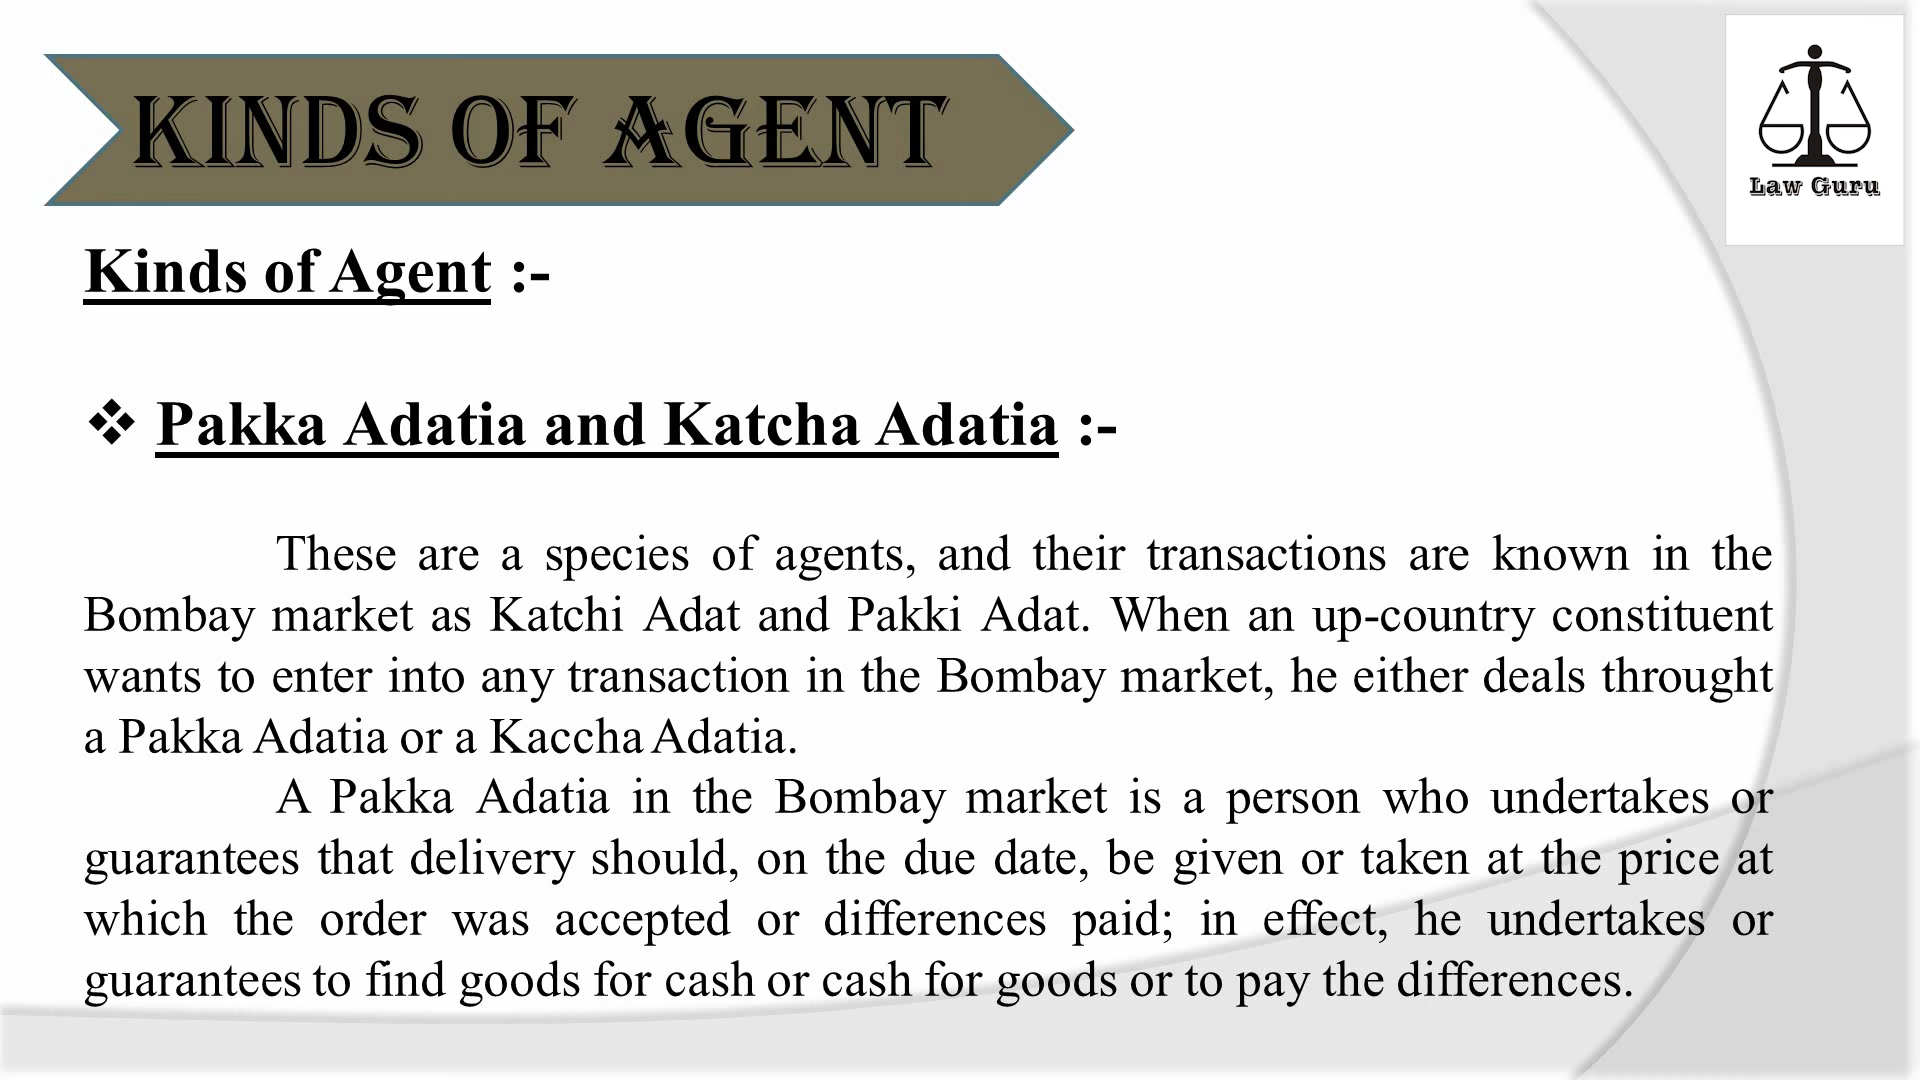 KINDS OF AGENT
Law Guru
Kinds of Agent :-
❖ Pakka Adatia and Katcha Adatia :-
These are a species of agents, and their transactions are known in the
Bombay market as Katchi Adat and Pakki Adat. When an up-country constituent
wants to enter into any transaction in the Bombay market, he either deals throught
a Pakka Adatia or a Kaccha Adatia.
A Pakka Adatia in the Bombay market is a person who undertakes or
guarantees that delivery should, on the due date, be given or taken at the price at
which the order was accepted or differences paid; in effect, he undertakes or
guarantees to find goods for cash or cash for goods or to pay the differences.